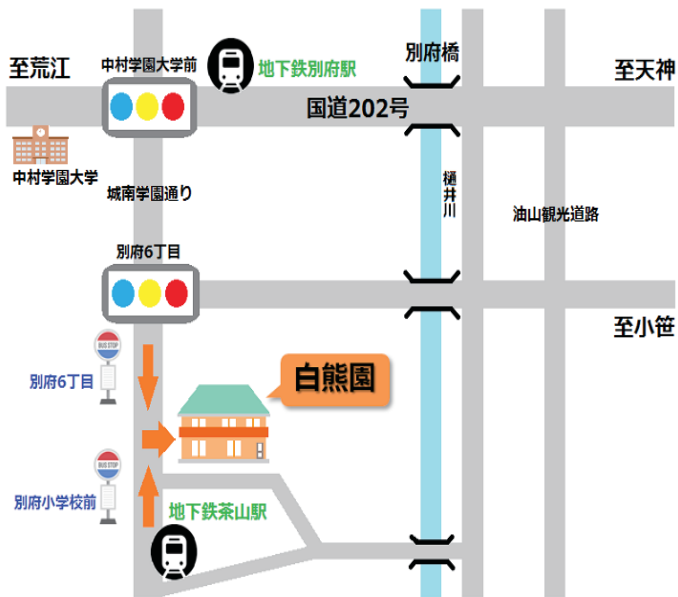 別府橋
至荒江
中村学園大学前
地下鉄別府駅
至天神
国道202号
中村学園大学
樋井川
城南学園通り
油山観光道路
別府6丁目
至小笹
BUS STOP
別府6丁目
白熊園
BUS STOP
別府小学校前
地下鉄茶山駅